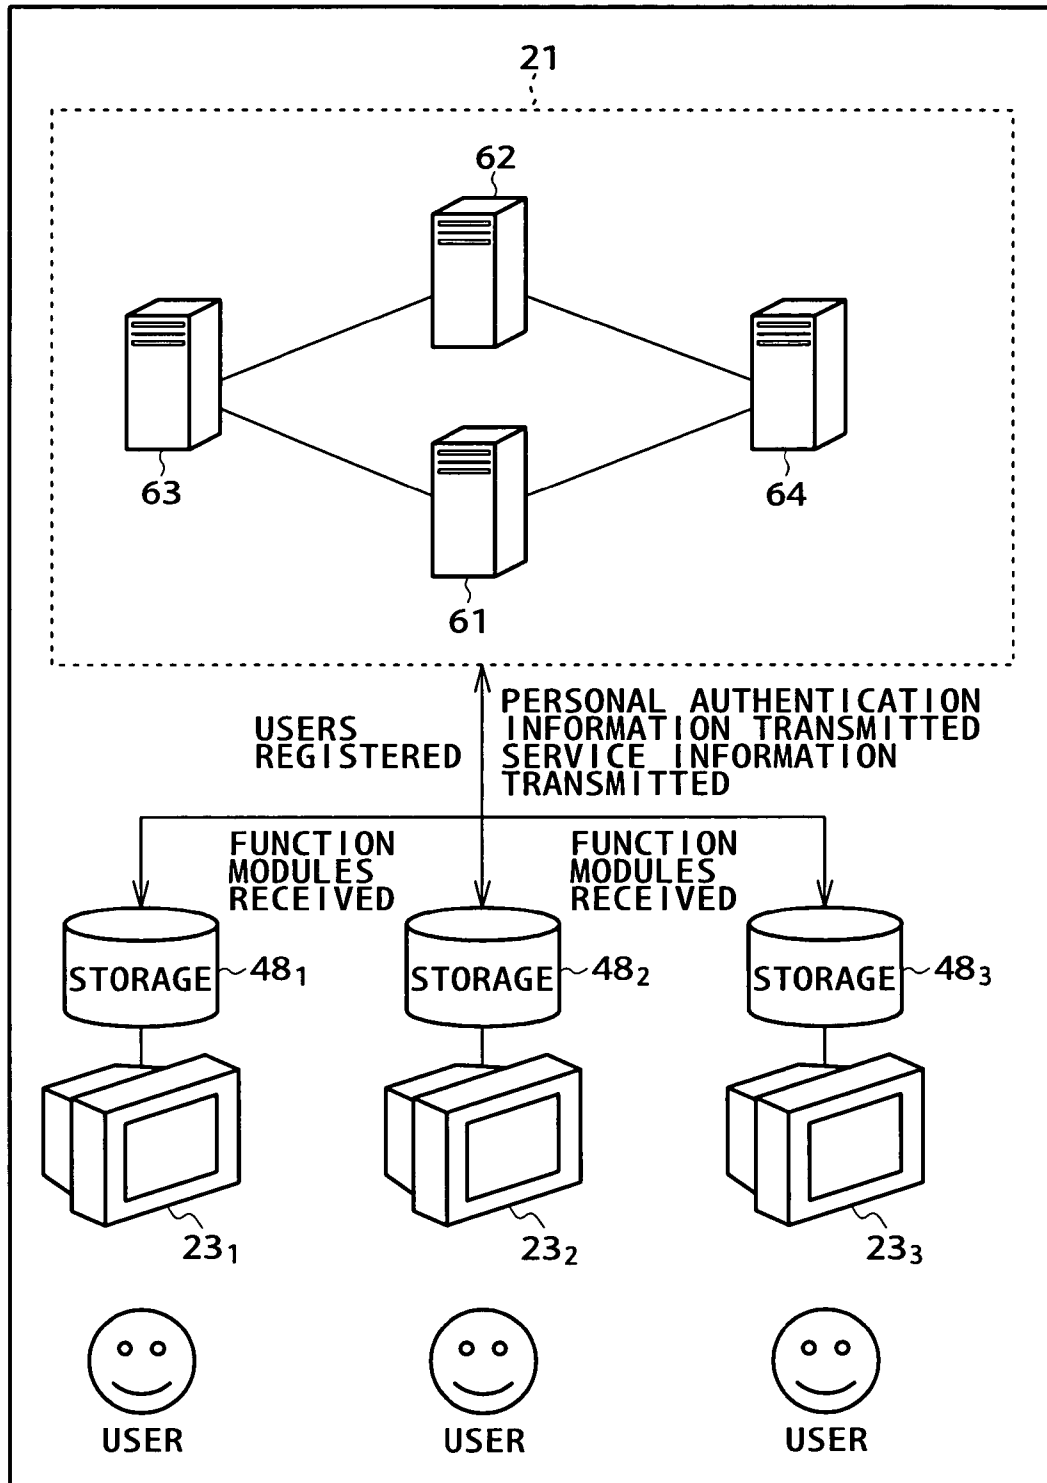 21
62
63
64
61
USERS
REGISTERED
PERSONAL AUTHENTICATION
INFORMATION TRANSMITTED
SERVICE INFORMATION
TRANSMITTED
FUNCTION
MODULES
RECEIVED
FUNCTION
MODULES
RECEIVED
STORAGE
48₁
STORAGE
48₂
STORAGE
48₃
23₁
23₂
23₃
USER
USER
USER